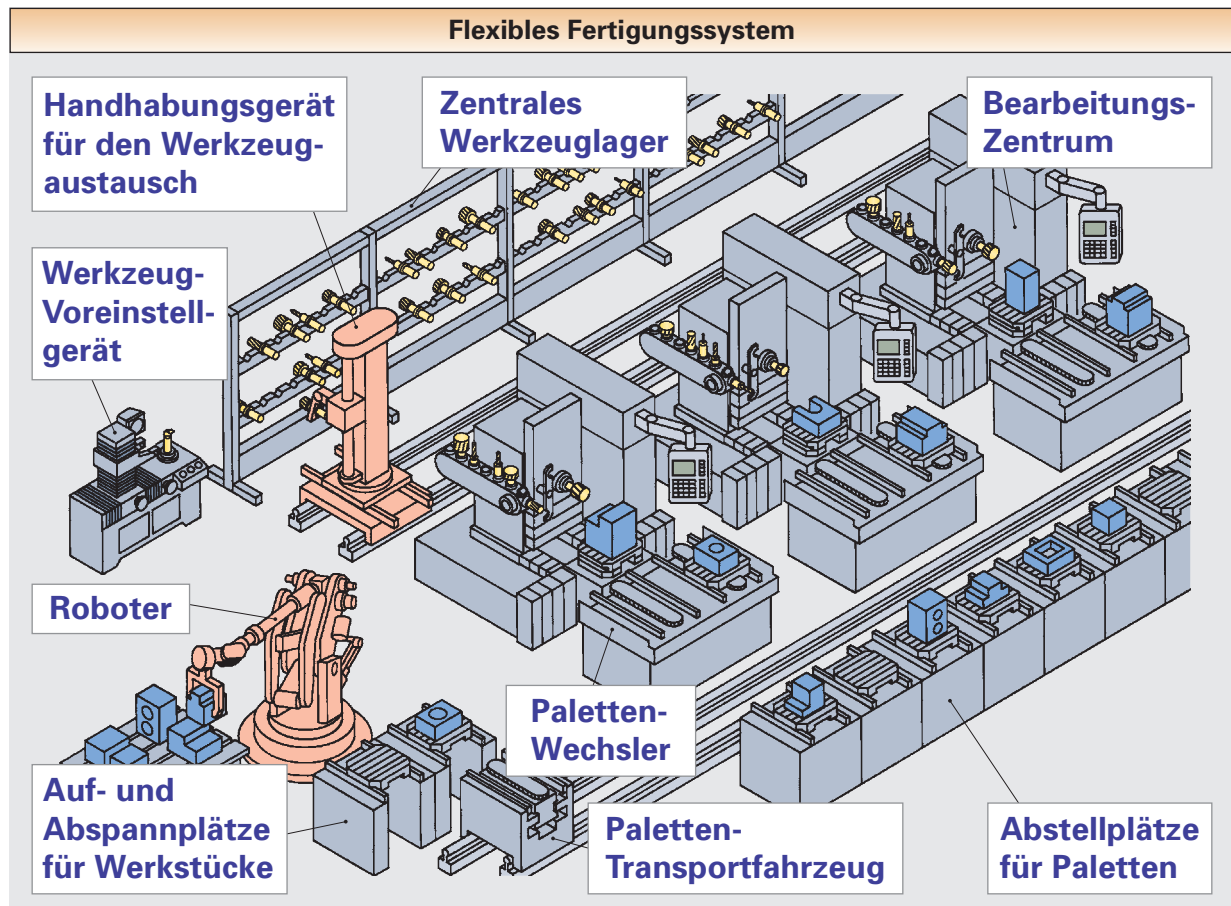 Flexibles Fertigungssystem
Handhabungsgerät
für den Werkzeug-
austausch
Zentrales
Werkzeuglager
Bearbeitungs-
Zentrum
Werkzeug-
Voreinstell-
gerät
Roboter
Paletten-
Wechsler
Auf- und
Abspannplätze
für Werkstücke
Paletten-
Transportfahrzeug
Abstellplätze
für Paletten